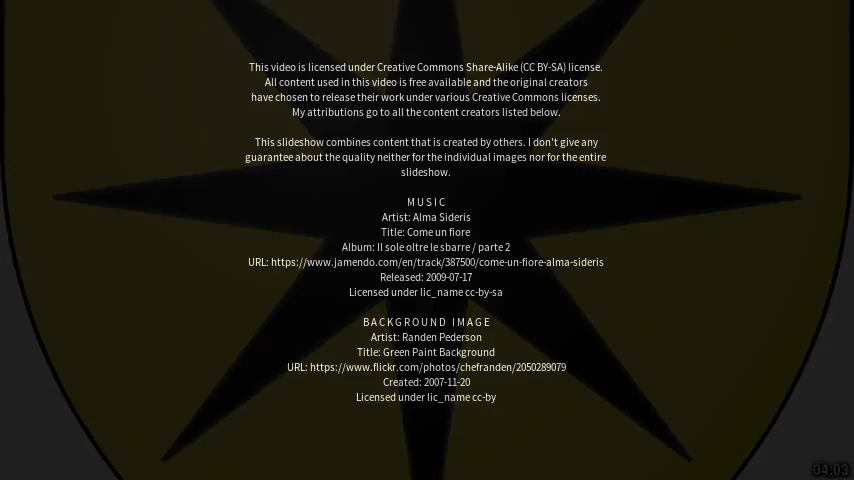 This video is licensed under Creative Commons Share-Alike (CC BY-SA) license.
All content used in this video is free available and the original creators
have chosen to release their work under various Creative Commons licenses.
My attributions go to all the content creators listed below.
This slideshow combines content that is created by others. I don't give any
guarantee about the quality neither for the individual images nor for the entire
slideshow.
MUSIC
Artist: Alma Sideris
Title: Come un fiore
Album: Il sole oltre le sbarre / parte 2
URL: https://www.jamendo.com/en/track/387500/come-un-fiore-alma-sideris
Released: 2009-07-17
Licensed under lic_name cc-by-sa
BACKGROUND IMAGE
Artist: Randen Pederson
Title: Green Paint Background
URL: https://www.flickr.com/photos/chefranden/2050289079
Created: 2007-11-20
Licensed under lic_name cc-by
04.03